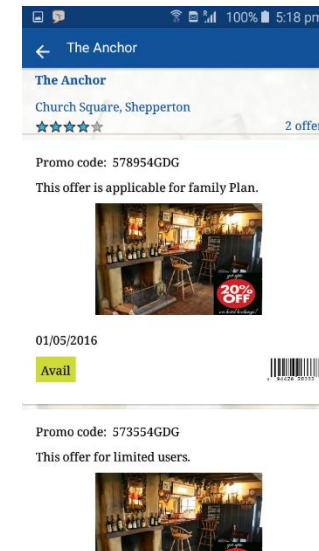 100% 5:18 pm
The Anchor
The Anchor
Church Square, Shepperton
2 offer
Promo code: 578954GDG
This offer is applicable for family Plan.
20%
OFF
01/05/2016
Avail
Promo code: 573554GDG
This offer for limited users.